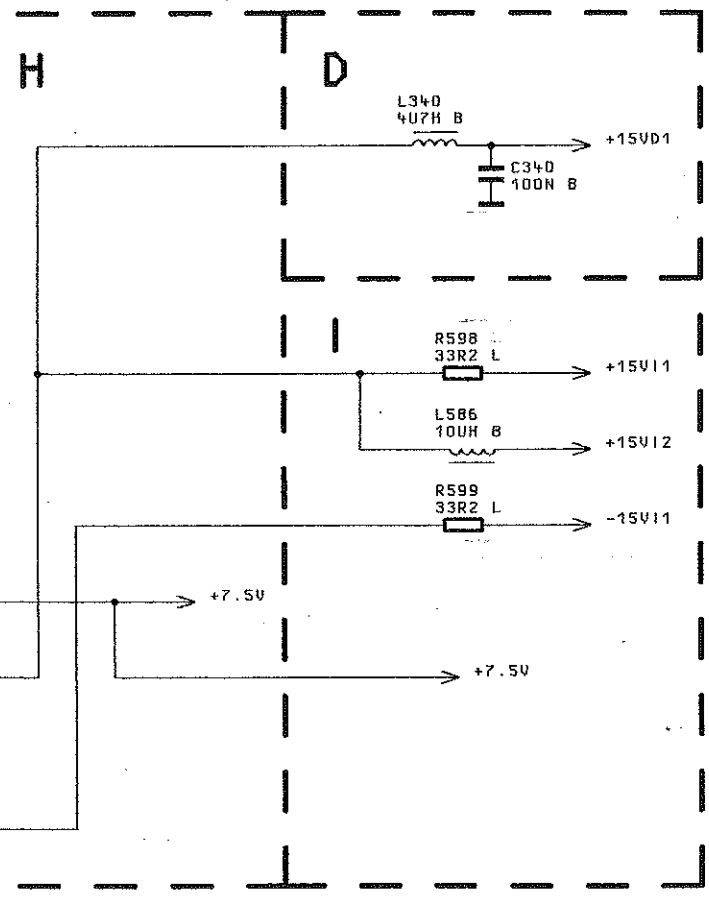 H
D
L340
4U7H B
+15VD1
C340
100N B
I
R598
33R2 L
+15VI1
L586
10UH B
+15VI2
R599
33R2 L
-15VI1
+7.5V
+7.5V